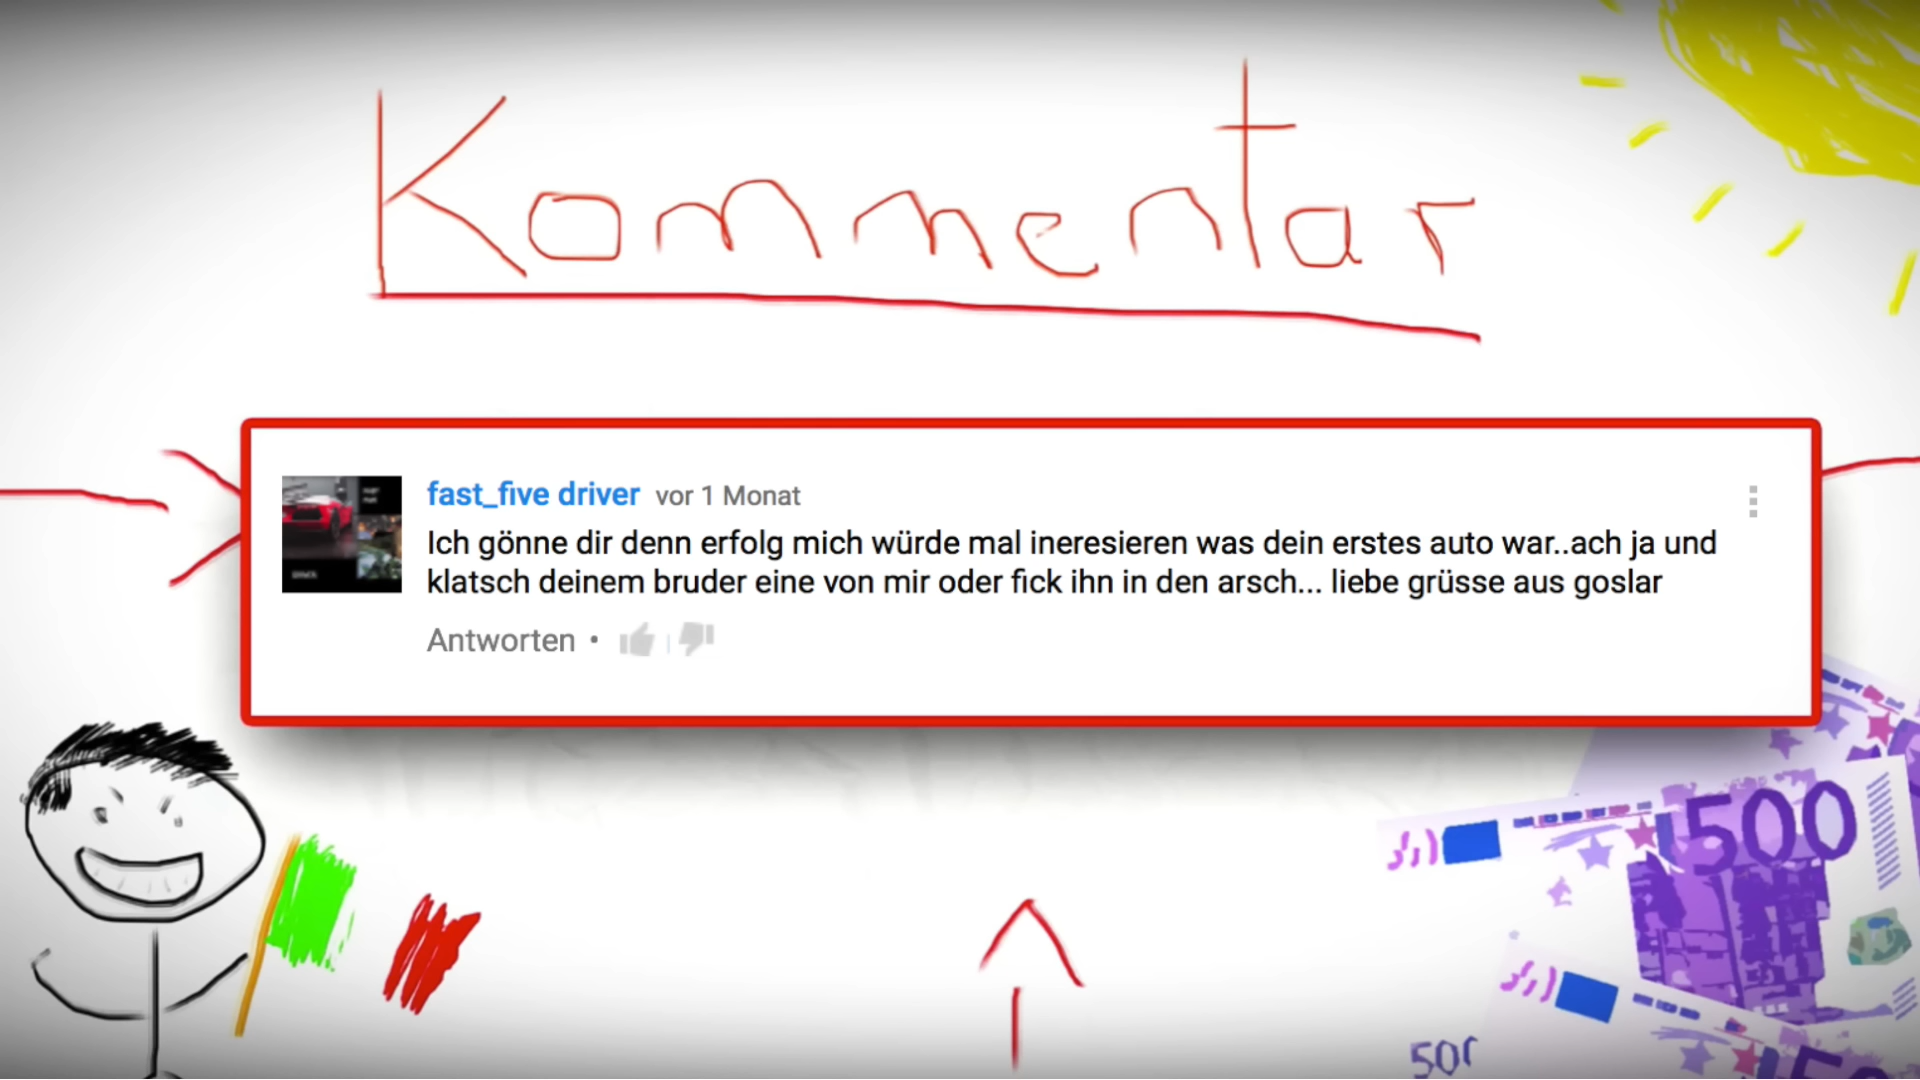 Kommentar
fast_five driver vor 1 Monat
Ich gönne dir denn erfolg mich würde mal ineresieren was dein erstes auto war..ach ja und
klatsch deinem bruder eine von mir oder fick ihn in den arsch... liebe grüsse aus goslar
Antworten •
500
500